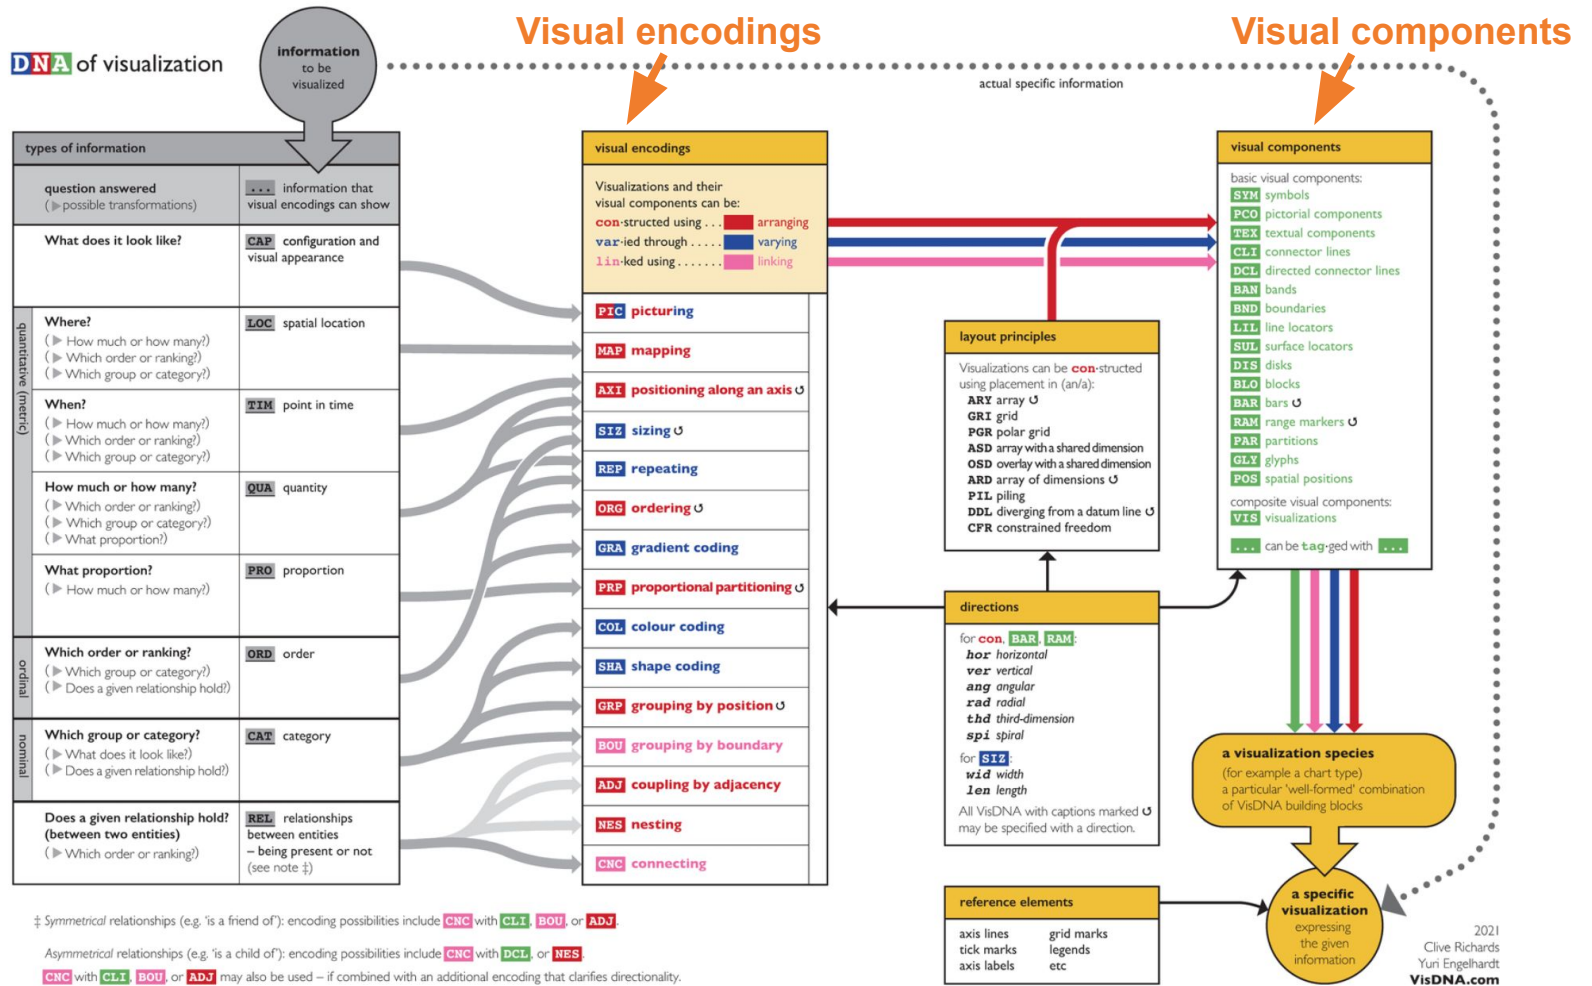 Visual encodings
Visual components
DNA of visualization
information
to be
visualized
actual specific information
types of information
question answered
(▶ possible transformations)
... information that
visual encodings can show
What does it look like?
CAP configuration and
visual appearance
quantitative (metric)
Where?
(▶ How much or how many?)
(▶ Which order or ranking?)
(▶ Which group or category?)
LOC spatial location
When?
(▶ How much or how many?)
(▶ Which order or ranking?)
(▶ Which group or category?)
TIM point in time
How much or how many?
(▶ Which order or ranking?)
(▶ Which group or category?)
(▶ What proportion?)
QUA quantity
What proportion?
(▶ How much or how many?)
PRO proportion
ordinal
Which order or ranking?
(▶ Which group or category?)
(▶ Does a given relationship hold?)
ORD order
nominal
Which group or category?
(▶ What does it look like?)
(▶ Does a given relationship hold?)
CAT category
Does a given relationship hold?
(between two entities)
(▶ Which order or ranking?)
REL relationships
between entities
– being present or not
(see note ‡)
visual encodings
Visualizations and their
visual components can be:
con·structed using . . . arranging
var·ied through . . . . . varying
lin·ked using . . . . . . . linking
PIC picturing
MAP mapping
AXI positioning along an axis ↺
SIZ sizing ↺
REP repeating
ORG ordering ↺
GRA gradient coding
PRP proportional partitioning ↺
COL colour coding
SHA shape coding
GRP grouping by position ↺
BOU grouping by boundary
ADJ coupling by adjacency
NES nesting
CNC connecting
layout principles
Visualizations can be con·structed
using placement in (an/a):
ARY array ↺
GRI grid
PGR polar grid
ASD array with a shared dimension
OSD overlay with a shared dimension
ARD array of dimensions ↺
PIL piling
DDL diverging from a datum line ↺
CFR constrained freedom
directions
for con, BAR, RAM:
hor horizontal
ver vertical
ang angular
rad radial
thd third-dimension
spi spiral
for SIZ:
wid width
len length
All VisDNA with captions marked ↺
may be specified with a direction.
reference elements
axis lines
tick marks
axis labels
grid marks
legends
etc
visual components
basic visual components:
SYM symbols
PCO pictorial components
TEX textual components
CLI connector lines
DCL directed connector lines
BAN bands
BND boundaries
LIL line locators
SUL surface locators
DIS disks
BLO blocks
BAR bars ↺
RAM range markers ↺
PAR partitions
GLY glyphs
POS spatial positions
composite visual components:
VIS visualizations
... can be tag·ged with ...
a visualization species
(for example a chart type)
a particular 'well-formed' combination
of VisDNA building blocks
a specific
visualization
expressing
the given
information
‡ Symmetrical relationships (e.g. 'is a friend of'): encoding possibilities include CNC with CLI, BOU, or ADJ.
Asymmetrical relationships (e.g. 'is a child of'): encoding possibilities include CNC with DCL, or NES.
CNC with CLI, BOU, or ADJ may also be used – if combined with an additional encoding that clarifies directionality.
2021
Clive Richards
Yuri Engelhardt
VisDNA.com